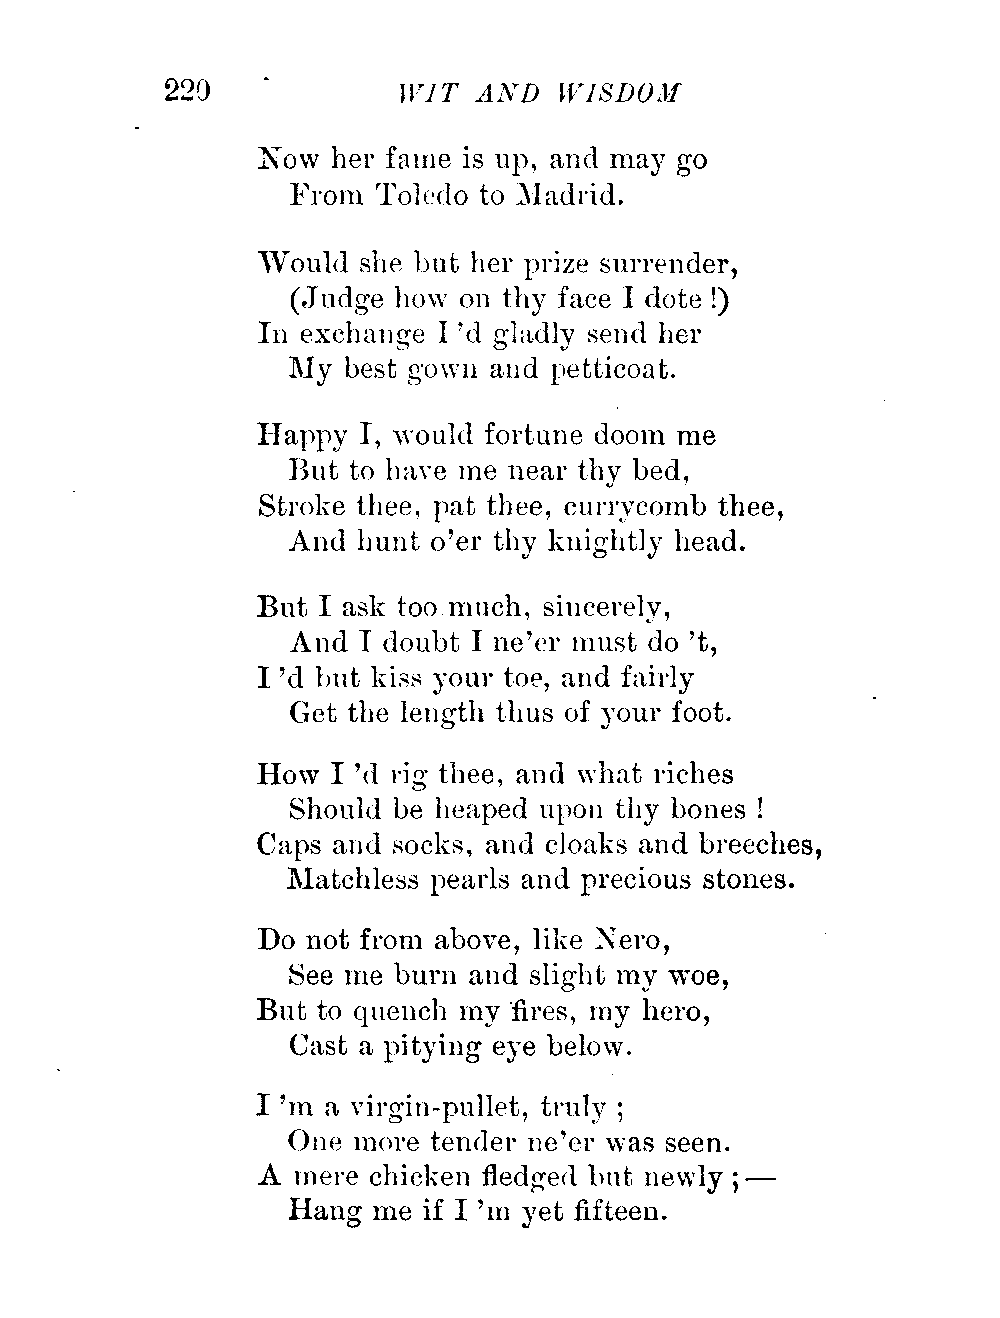 220 WIT AND WISDOM
Now her fame is up, and may go
From Toledo to Madrid.
Would she but her prize surrender,
(Judge how on thy face I dote !)
In exchange I 'd gladly send her
My best gown and petticoat.
Happy I, would fortune doom me
But to have me near thy bed,
Stroke thee, pat thee, currycomb thee,
And hunt o'er thy knightly head.
But I ask too much, sincerely,
And I doubt I ne'er must do 't,
I 'd but kiss your toe, and fairly
Get the length thus of your foot.
How I 'd rig thee, and what riches
Should be heaped upon thy bones !
Caps and socks, and cloaks and breeches,
Matchless pearls and precious stones.
Do not from above, like Nero,
See me burn and slight my woe,
But to quench my fires, my hero,
Cast a pitying eye below.
I 'm a virgin-pullet, truly ;
One more tender ne'er was seen.
A mere chicken fledged but newly ;—
Hang me if I 'm yet fifteen.